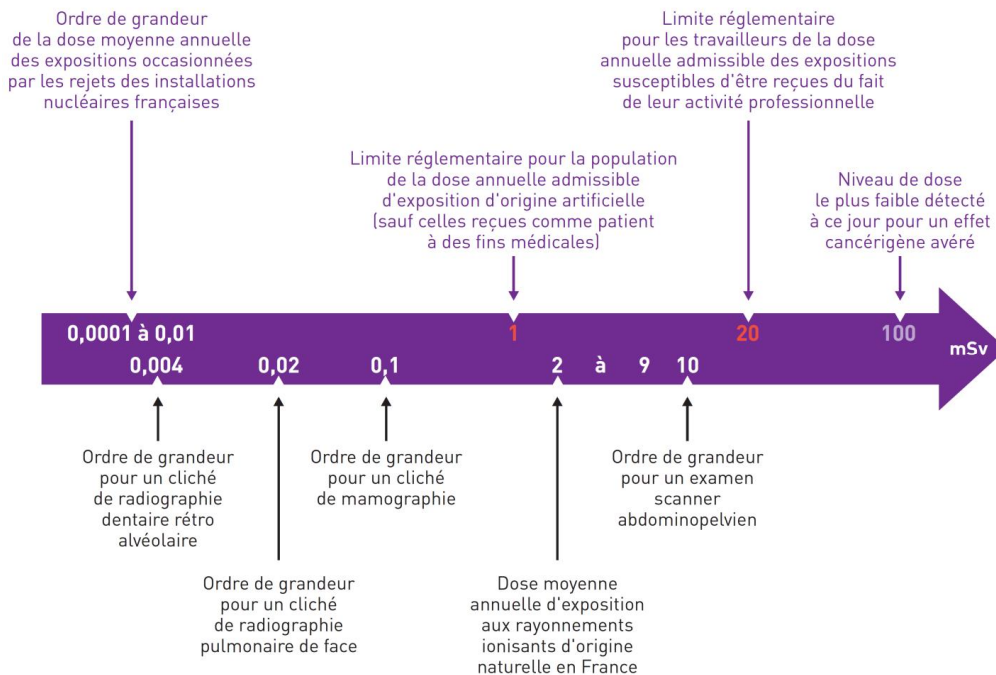 Ordre de grandeur
de la dose moyenne annuelle
des expositions occasionnées
par les rejets des installations
nucléaires françaises
Limite réglementaire
pour les travailleurs de la dose
annuelle admissible des expositions
susceptibles d'être reçues du fait
de leur activité professionnelle
Limite réglementaire pour la population
de la dose annuelle admissible
d'exposition d'origine artificielle
(sauf celles reçues comme patient
à des fins médicales)
Niveau de dose
le plus faible détecté
à ce jour pour un effet
cancérigène avéré
0,0001 à 0,01
1
20
100
mSv
0,004
0,02
0,1
2 à 9
10
Ordre de grandeur
pour un cliché
de radiographie
dentaire rétro
alvéolaire
Ordre de grandeur
pour un cliché
de mamographie
Ordre de grandeur
pour un examen
scanner
abdominopelvien
Ordre de grandeur
pour un cliché
de radiographie
pulmonaire de face
Dose moyenne
annuelle d'exposition
aux rayonnements
ionisants d'origine
naturelle en France